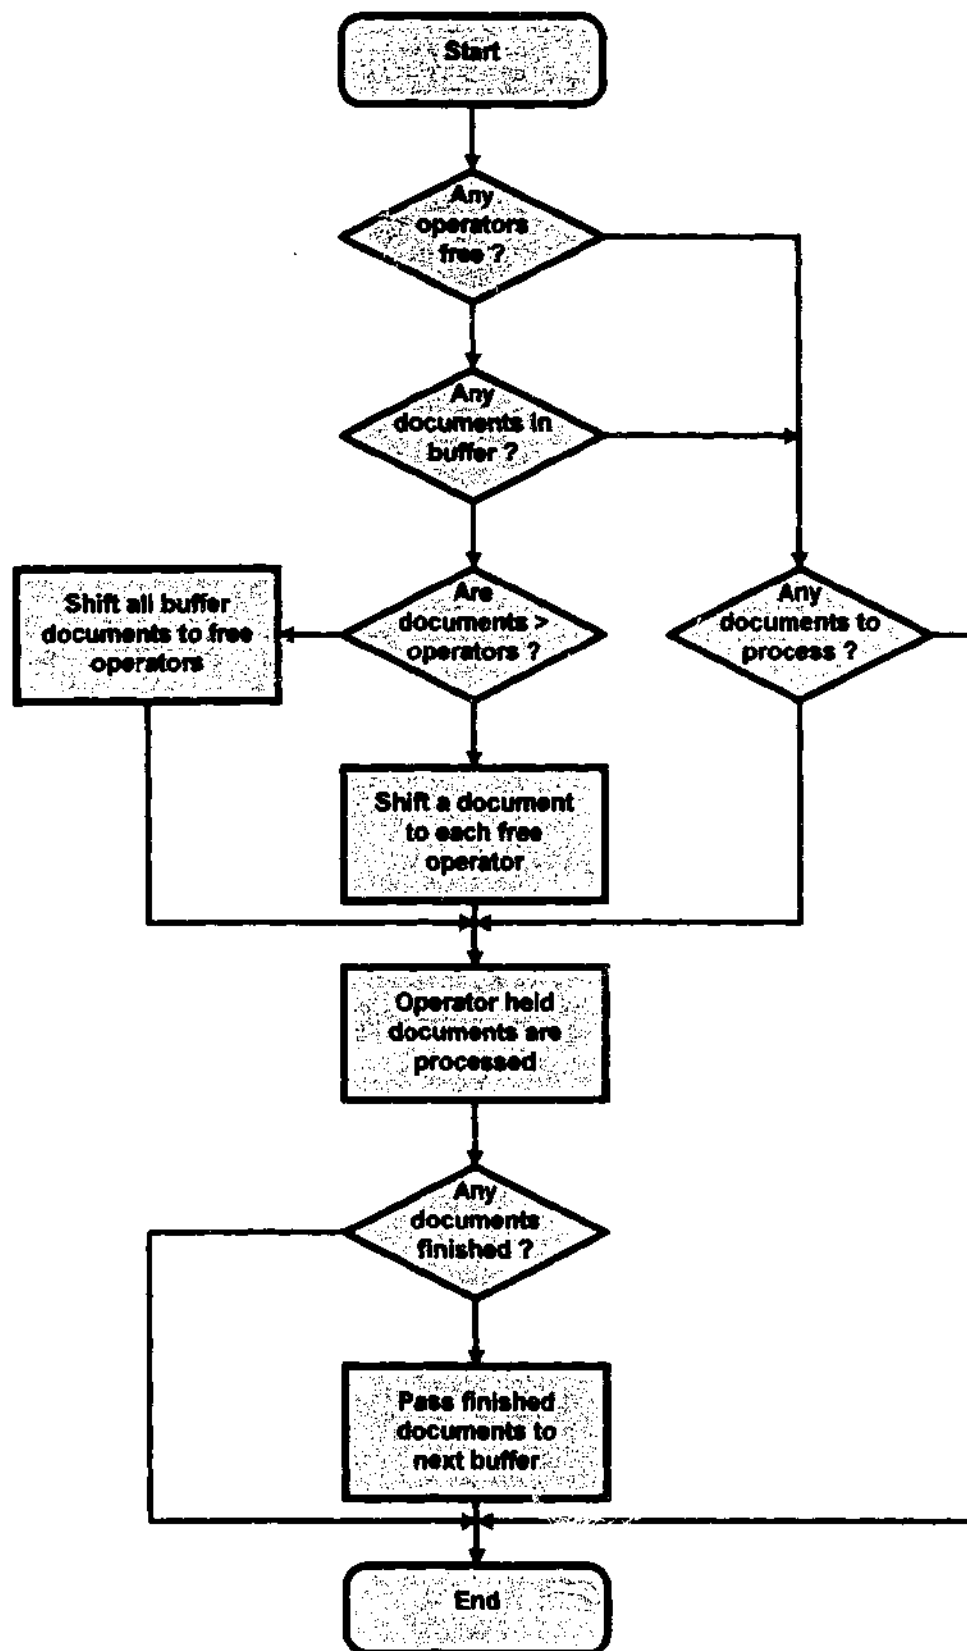 Start
Any
operators
free ?
Any
documents in
buffer ?
Shift all buffer
documents to free
operators
Are
documents >
operators ?
Any
documents to
process ?
Shift a document
to each free
operator
Operator held
documents are
processed
Any
documents
finished ?
Pass finished
documents to
next buffer
End